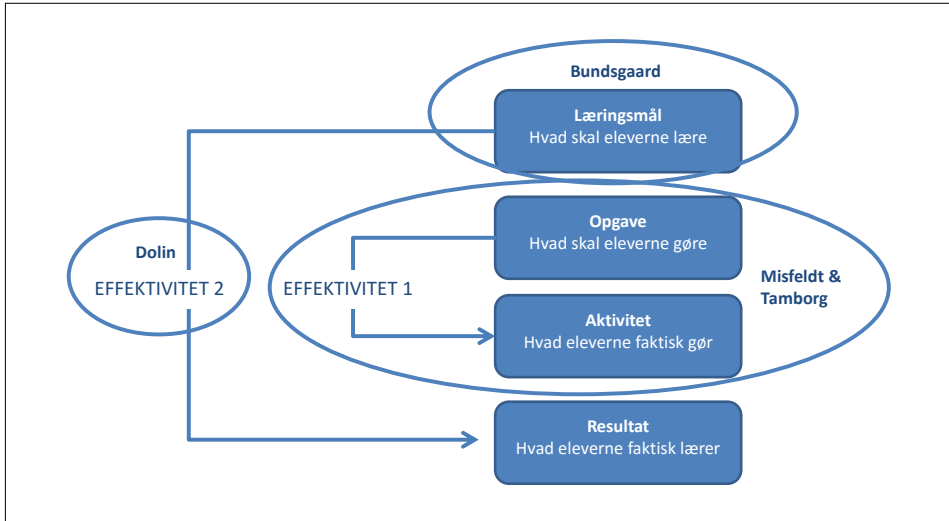 Bundsgaard
Læringsmål
Hvad skal eleverne lære
Opgave
Hvad skal eleverne gøre
Dolin
EFFEKTIVITET 2
EFFEKTIVITET 1
Misfeldt &
Tamborg
Aktivitet
Hvad eleverne faktisk gør
Resultat
Hvad eleverne faktisk lærer